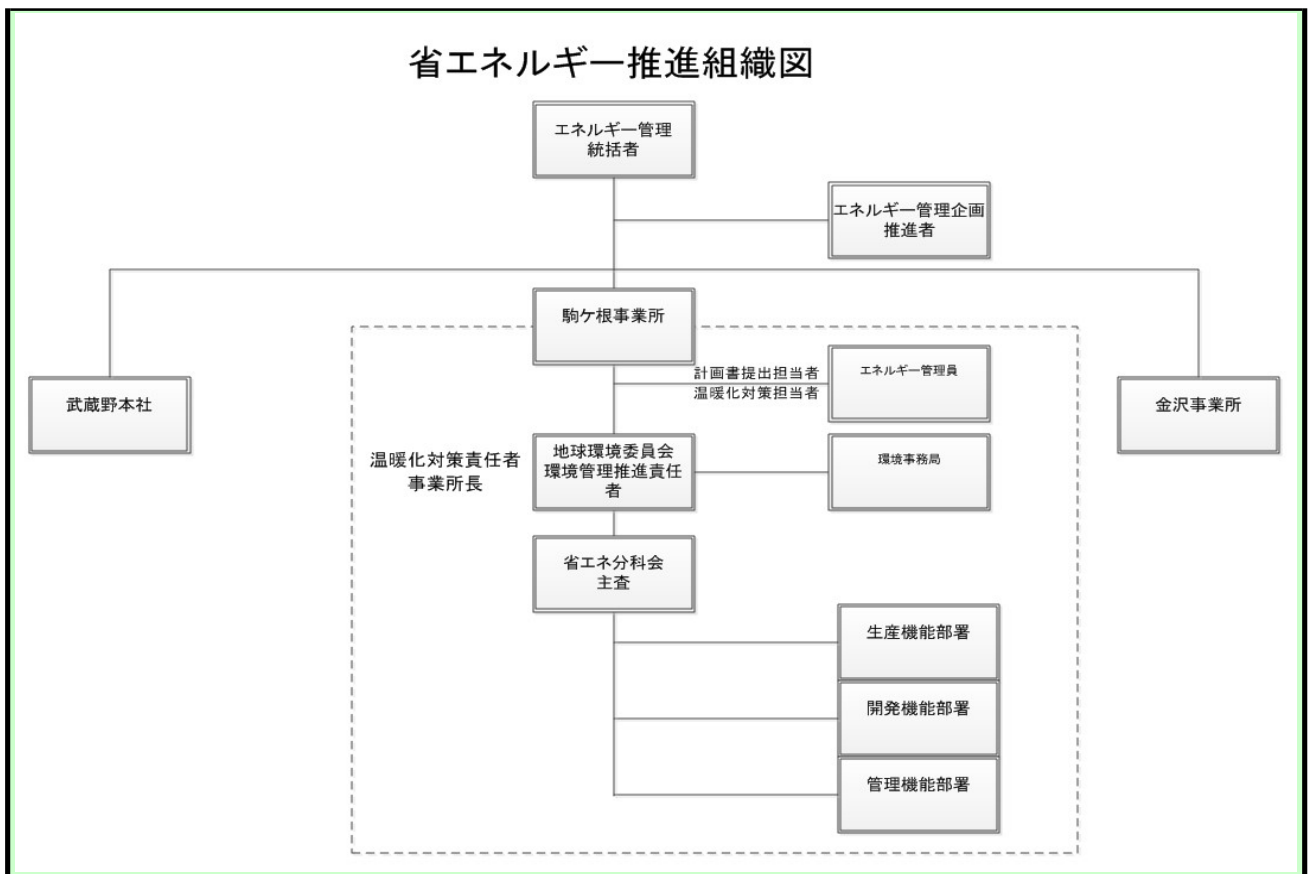 省エネルギー推進組織図
エネルギー管理
統括者
エネルギー管理企画
推進者
駒ケ根事業所
計画書提出担当者
温暖化対策担当者
エネルギー管理員
武蔵野本社
金沢事業所
温暖化対策責任者
事業所長
地球環境委員会
環境管理推進責任
者
環境事務局
省エネ分科会
主査
生産機能部署
開発機能部署
管理機能部署